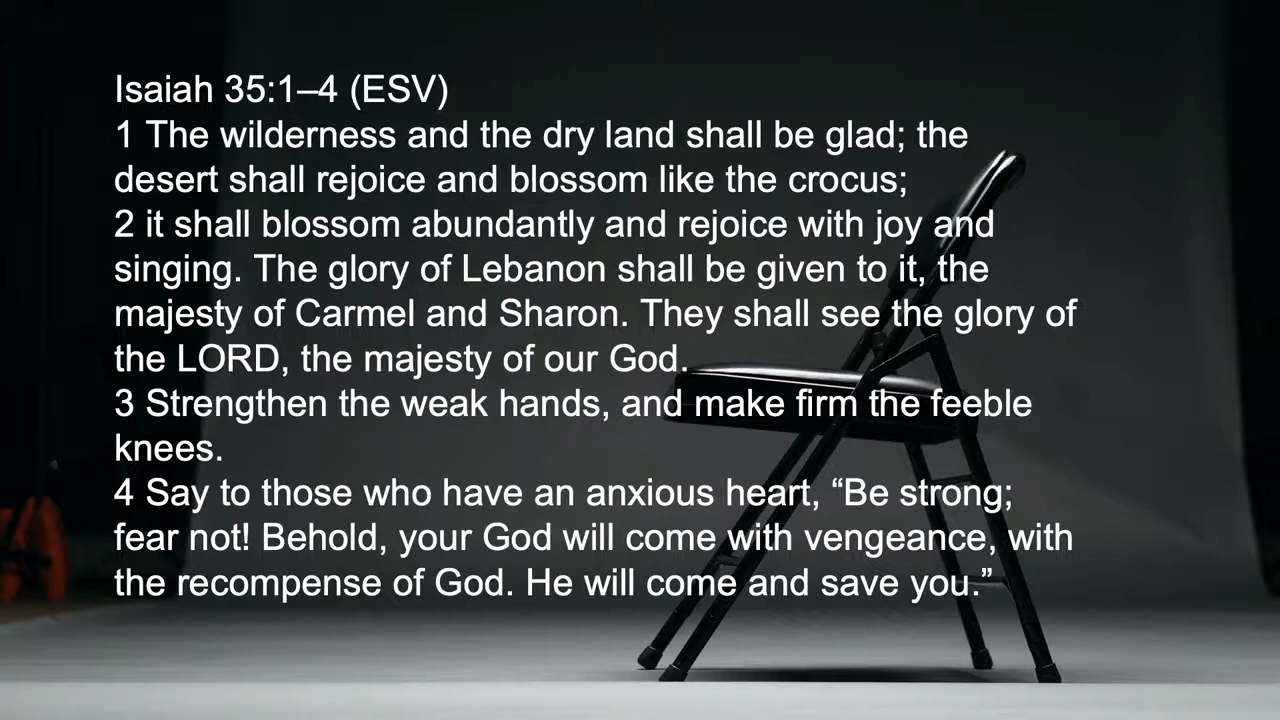 Isaiah 35:1–4 (ESV)
1 The wilderness and the dry land shall be glad; the
desert shall rejoice and blossom like the crocus;
2 it shall blossom abundantly and rejoice with joy and
singing. The glory of Lebanon shall be given to it, the
majesty of Carmel and Sharon. They shall see the glory of
the LORD, the majesty of our God.
3 Strengthen the weak hands, and make firm the feeble
knees.
4 Say to those who have an anxious heart, “Be strong;
fear not! Behold, your God will come with vengeance, with
the recompense of God. He will come and save you.”